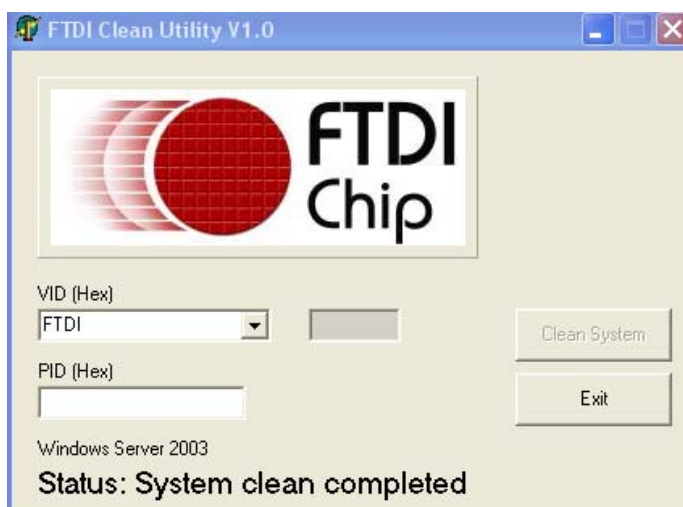 FTDI Clean Utility V1.0
FTDI
Chip
VID (Hex)
FTDI
Clean System
PID (Hex)
Exit
Windows Server 2003
Status: System clean completed